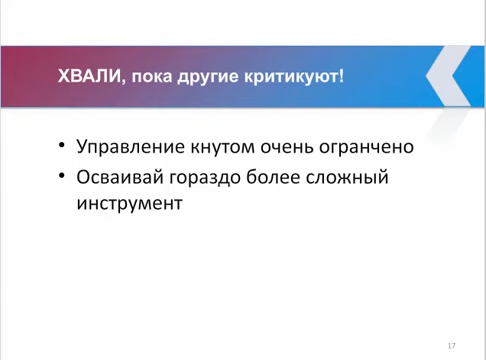 ХВАЛИ, пока другие критикуют!
• Управление кнутом очень огранчено
• Осваивай гораздо более сложный
инструмент
17